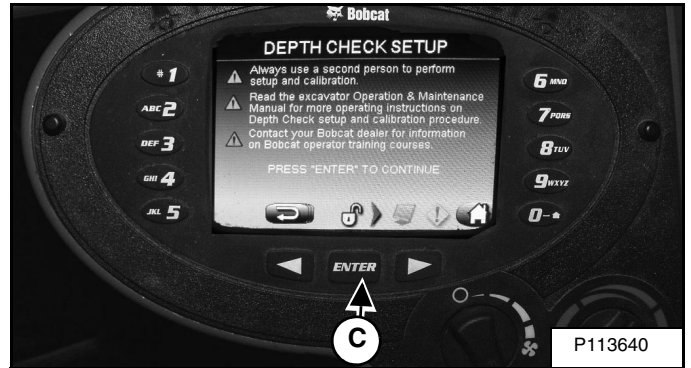 Bobcat
DEPTH CHECK SETUP
Always use a second person to perform
setup and calibration.
Read the excavator Operation & Maintenance
Manual for more operating instructions on
Depth Check setup and calibration procedure.
Contact your Bobcat dealer for information
on Bobcat operator training courses.
PRESS "ENTER" TO CONTINUE
# 1
ABC 2
DEF 3
GHI 4
JKL 5
6 MNO
7 PQRS
8 TUV
9 WXYZ
0-
ENTER
C
P113640